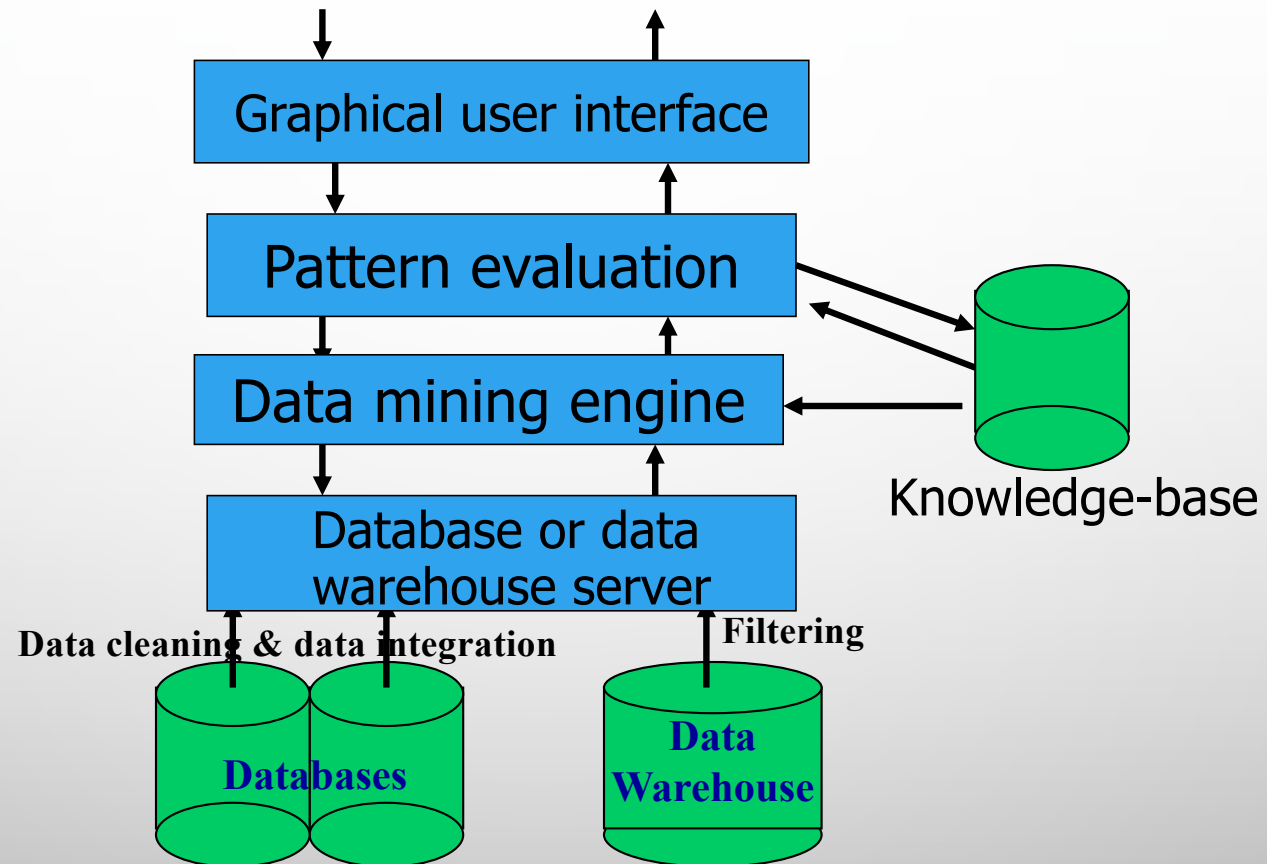 Graphical user interface
Pattern evaluation
Data mining engine
Knowledge-base
Database or data
warehouse server
Data cleaning & data integration
Filtering
Databases
Data
Warehouse